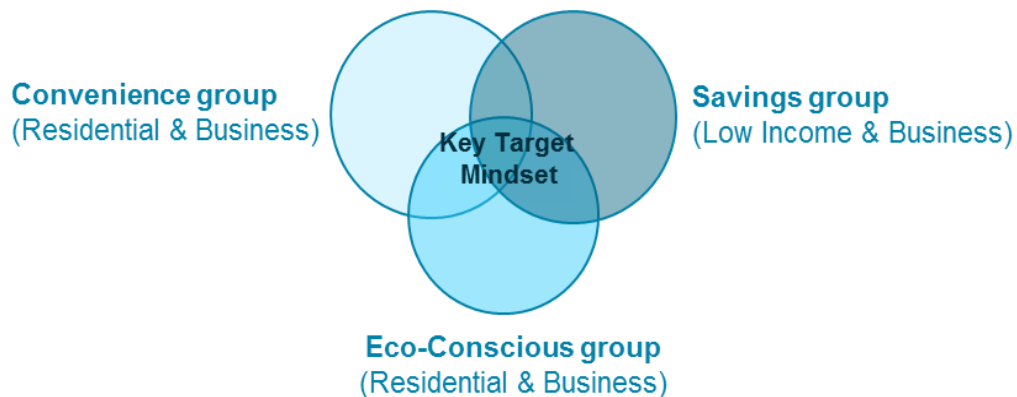 Convenience group
(Residential & Business)
Savings group
(Low Income & Business)
Key Target
Mindset
Eco-Conscious group
(Residential & Business)